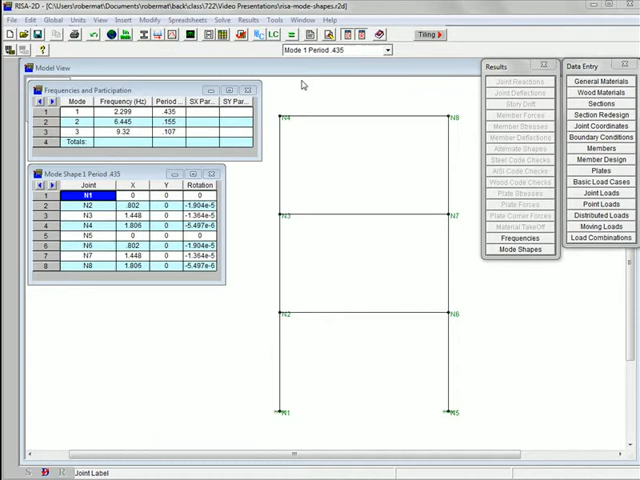 RISA-2D - [C:\Users\robermat\Documents\robermat\back\class\722\Video Presentations\risa-mode-shapes.r2d]
File Edit Global Units View Insert Modify Spreadsheets Solve Results Tools Window Help
LC = Tiling
Mode 1 Period .435
Model View
Frequencies and Participation
Mode Frequency (Hz) Period ... SX Par... SY Par...
1 1 2.299 .435
2 2 6.445 .155
3 3 9.32 .107
4 Totals:
Mode Shape 1 Period .435
Joint X Y Rotation
1 N1 0 0 0
2 N2 .802 0 -1.904e-5
3 N3 1.448 0 -1.364e-5
4 N4 1.806 0 -5.497e-6
5 N5 0 0 0
6 N6 .802 0 -1.904e-5
7 N7 1.448 0 -1.364e-5
8 N8 1.806 0 -5.497e-6
N4 N8
N3 N7
N2 N6
N1 N5
Results
Joint Reactions
Joint Deflections
Story Drift
Member Forces
Member Stresses
Member Deflections
Alternate Shapes
Steel Code Checks
AISI Code Checks
Wood Code Checks
Plate Stresses
Plate Forces
Plate Corner Forces
Material TakeOff
Frequencies
Mode Shapes
Data Entry
General Materials
Wood Materials
Sections
Section Redesign
Joint Coordinates
Boundary Conditions
Members
Member Design
Plates
Basic Load Cases
Joint Loads
Point Loads
Distributed Loads
Moving Loads
Load Combinations
S D R Joint Label